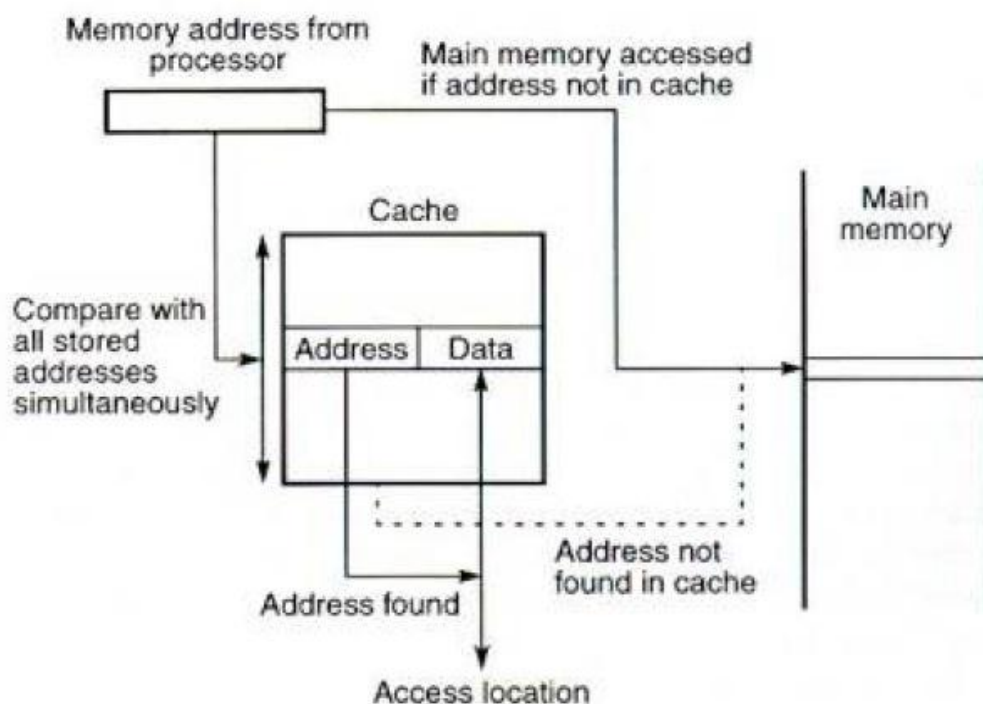 Memory address from
processor
Main memory accessed
if address not in cache
Main
memory
Cache
Compare with
all stored
addresses
simultaneously
Address
Data
Address not
found in cache
Address found
Access location